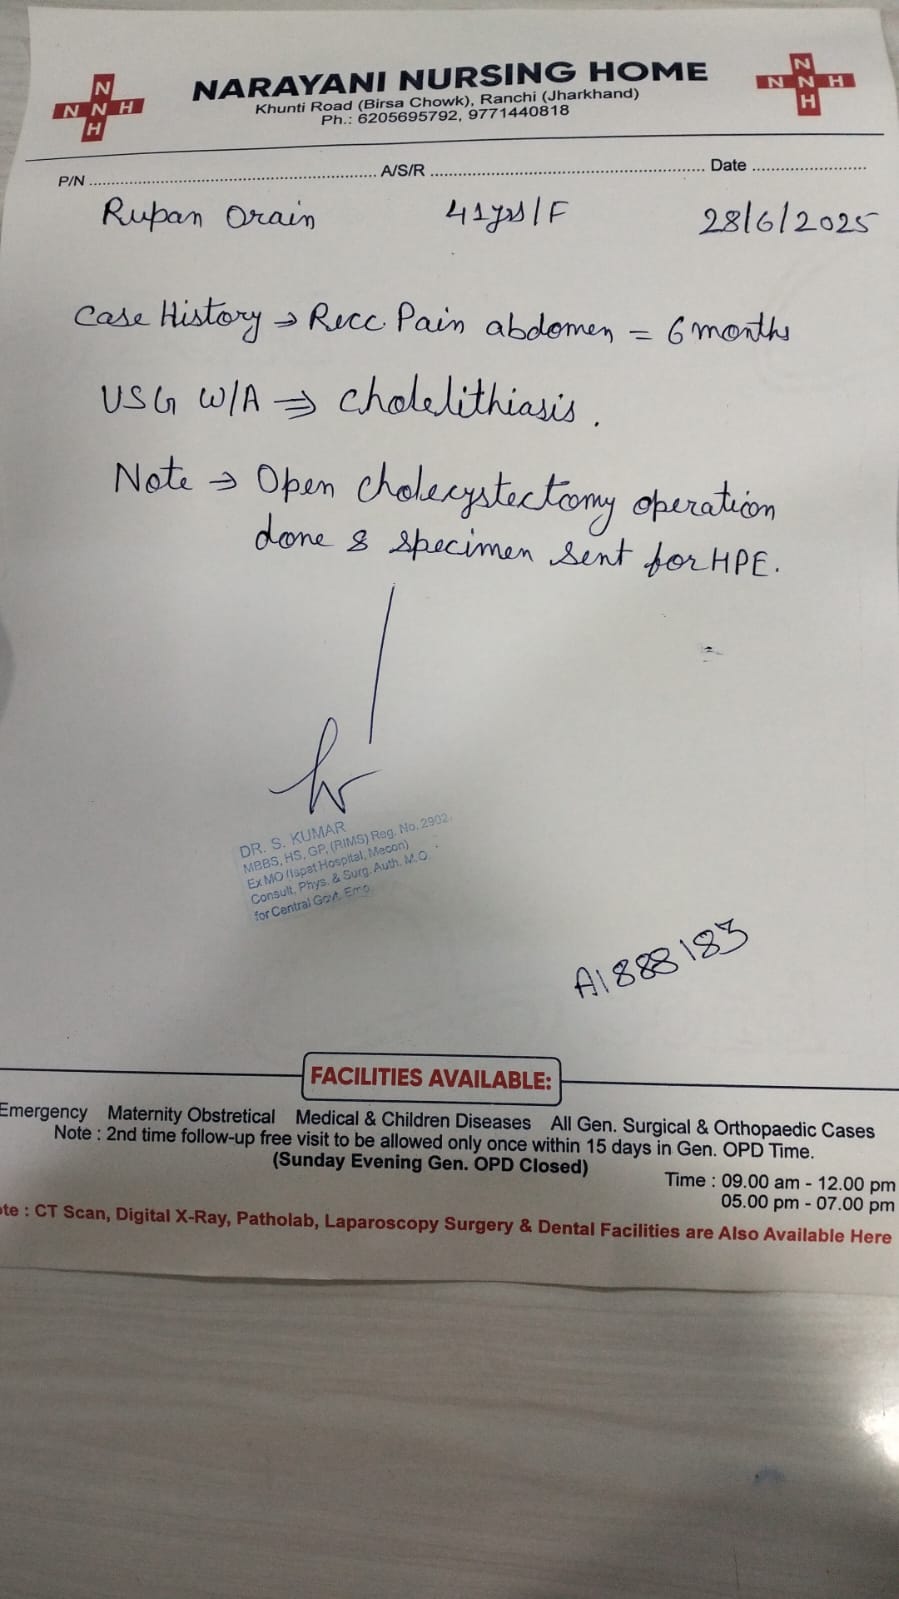 N
N N H
H
NARAYANI NURSING HOME
Khunti Road (Birsa Chowk), Ranchi (Jharkhand)
Ph.: 6205695792, 9771440818
N
N N H
H
P/N ........ A/S/R ........ Date ........
Rupan Orain 41yrs/F 28/6/2025
Case History → Recc Pain abdomen = 6 months
USG W/A ⇒ Cholelithiasis.
Note → Open Cholecystectomy operation
done & specimen sent for HPE.
DR. S. KUMAR
MBBS, HS, GP, (RIMS) Reg. No. 2902,
Ex MO (Ispat Hospital, Mecon)
Consult, Phys. & Surg. Auth. M.O.
for Central Govt. Emp.
A1888183
FACILITIES AVAILABLE:
Emergency Maternity Obstretical Medical & Children Diseases All Gen. Surgical & Orthopaedic Cases
Note : 2nd time follow-up free visit to be allowed only once within 15 days in Gen. OPD Time.
(Sunday Evening Gen. OPD Closed)
Time : 09.00 am - 12.00 pm
05.00 pm - 07.00 pm
ote : CT Scan, Digital X-Ray, Patholab, Laparoscopy Surgery & Dental Facilities are Also Available Here